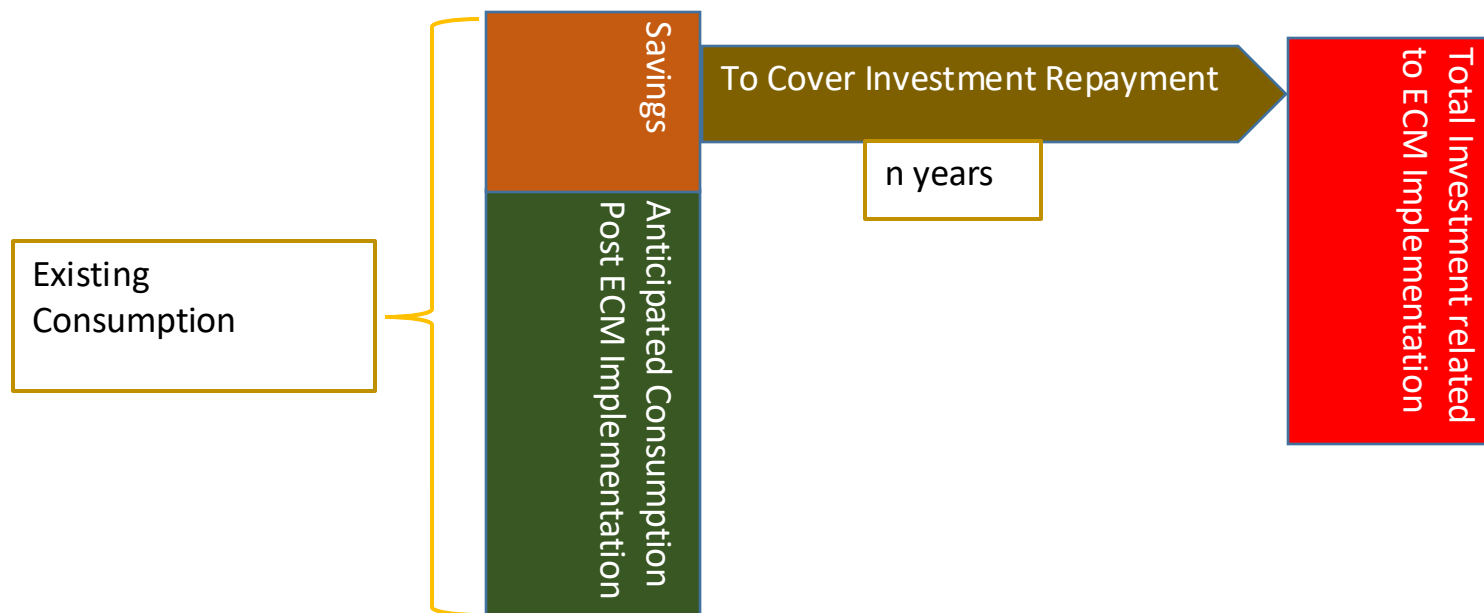 Existing
Consumption
Savings
Anticipated Consumption
Post ECM Implementation
To Cover Investment Repayment
n years
Total Investment related
to ECM Implementation